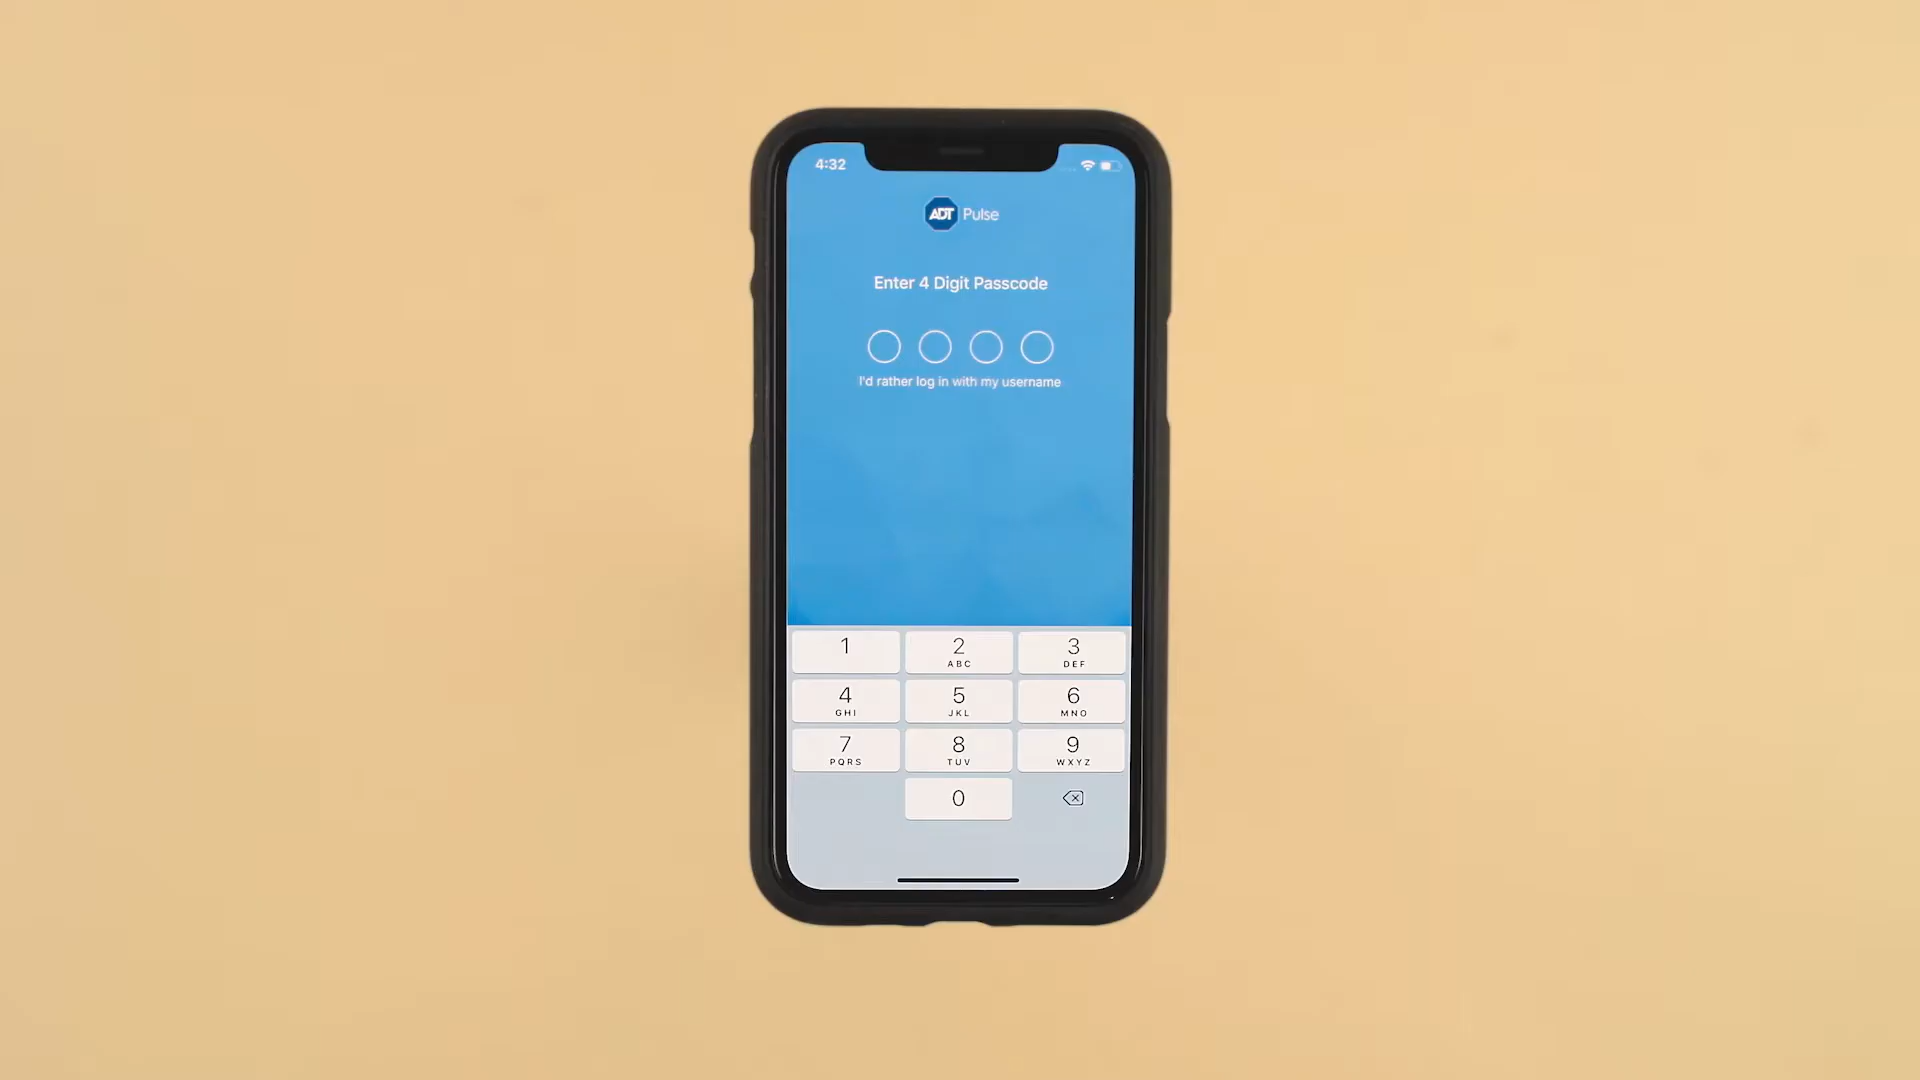 4:32
ADT Pulse
Enter 4 Digit Passcode
I'd rather log in with my username
1 2 3
ABC DEF
4 5 6
GHI JKL MNO
7 8 9
PQRS TUV WXYZ
0